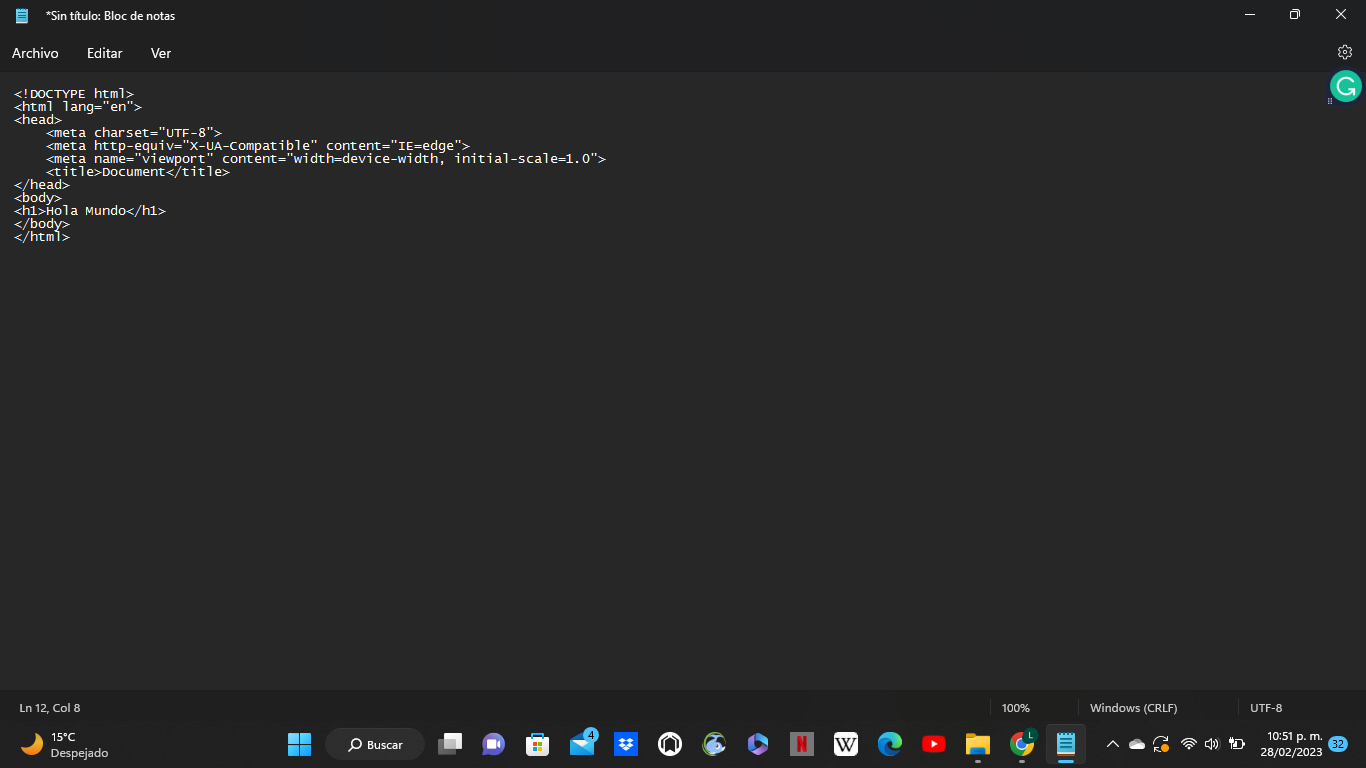 *Sin título: Bloc de notas
Archivo Editar Ver
<!DOCTYPE html>
<html lang="en">
<head>
    <meta charset="UTF-8">
    <meta http-equiv="X-UA-Compatible" content="IE=edge">
    <meta name="viewport" content="width=device-width, initial-scale=1.0">
    <title>Document</title>
</head>
<body>
<h1>Hola Mundo</h1>
</body>
</html>
Ln 12, Col 8 100% Windows (CRLF) UTF-8
15°C
Despejado
Buscar
4
N
W
L
10:51 p. m.
28/02/2023
32